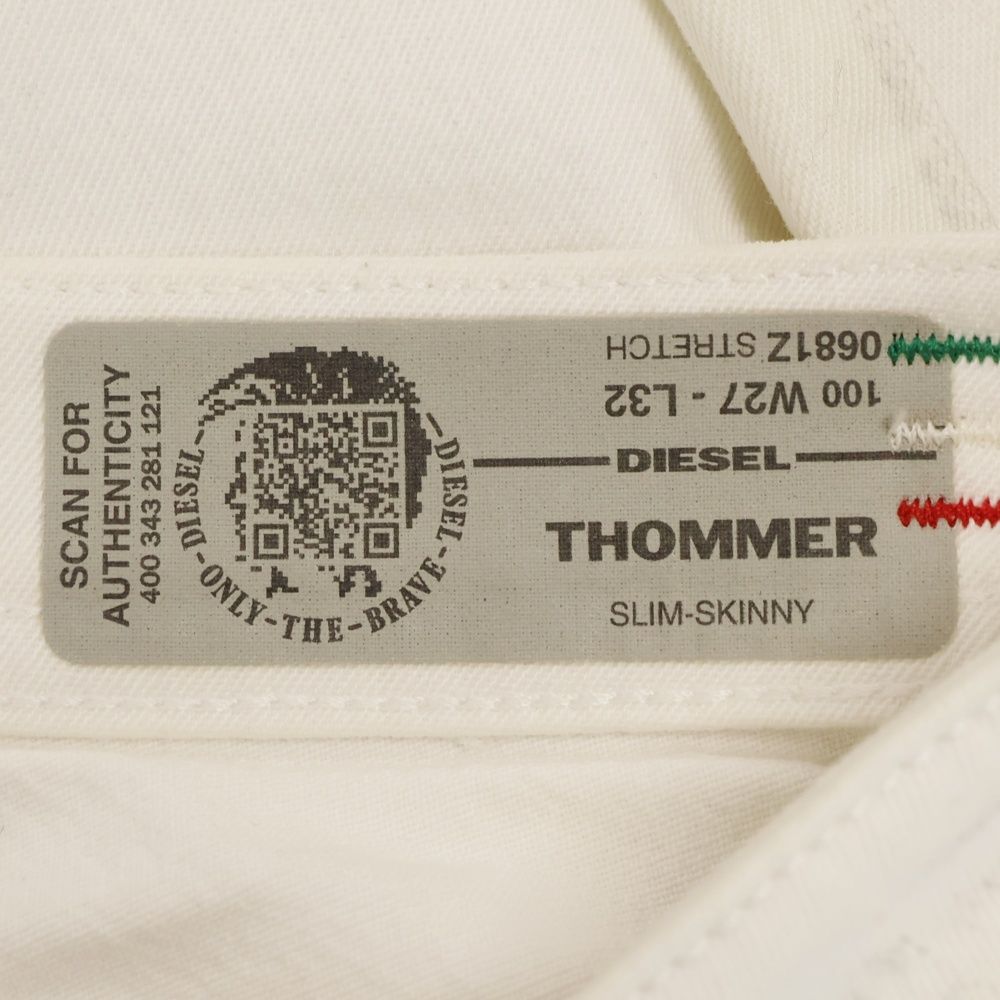 SCAN FOR
AUTHENTICITY
400 343 281 121
DIESEL-ONLY-THE-BRAVE-DIESEL
0681Z STRETCH
100 W27 - L32
DIESEL
THOMMER
SLIM-SKINNY